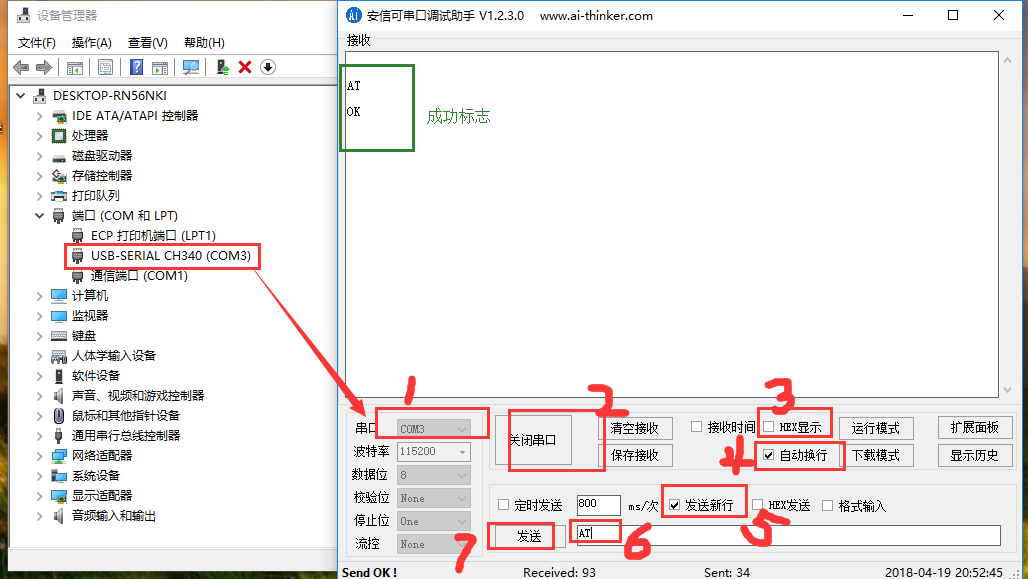 设备管理器
文件(F) 操作(A) 查看(V) 帮助(H)
DESKTOP-RN56NKI
IDE ATA/ATAPI 控制器
处理器
磁盘驱动器
存储控制器
打印队列
端口 (COM 和 LPT)
ECP 打印机端口 (LPT1)
USB-SERIAL CH340 (COM3)
通信端口 (COM1)
计算机
监视器
键盘
人体学输入设备
软件设备
声音、视频和游戏控制器
鼠标和其他指针设备
通用串行总线控制器
网络适配器
系统设备
显示适配器
音频输入和输出
安信可串口调试助手 V1.2.3.0 www.ai-thinker.com
接收
AT
OK
成功标志
1
2
3
4
5
6
7
串口 COM3
波特率 115200
数据位 8
校验位 None
停止位 One
流控 None
关闭串口
清空接收
保存接收
接收时间 HEX显示
自动换行
运行模式
下载模式
扩展面板
显示历史
定时发送 800 ms/次 发送新行 HEX发送 格式输入
发送 AT
Send OK ! Received: 93 Sent: 34 2018-04-19 20:52:45